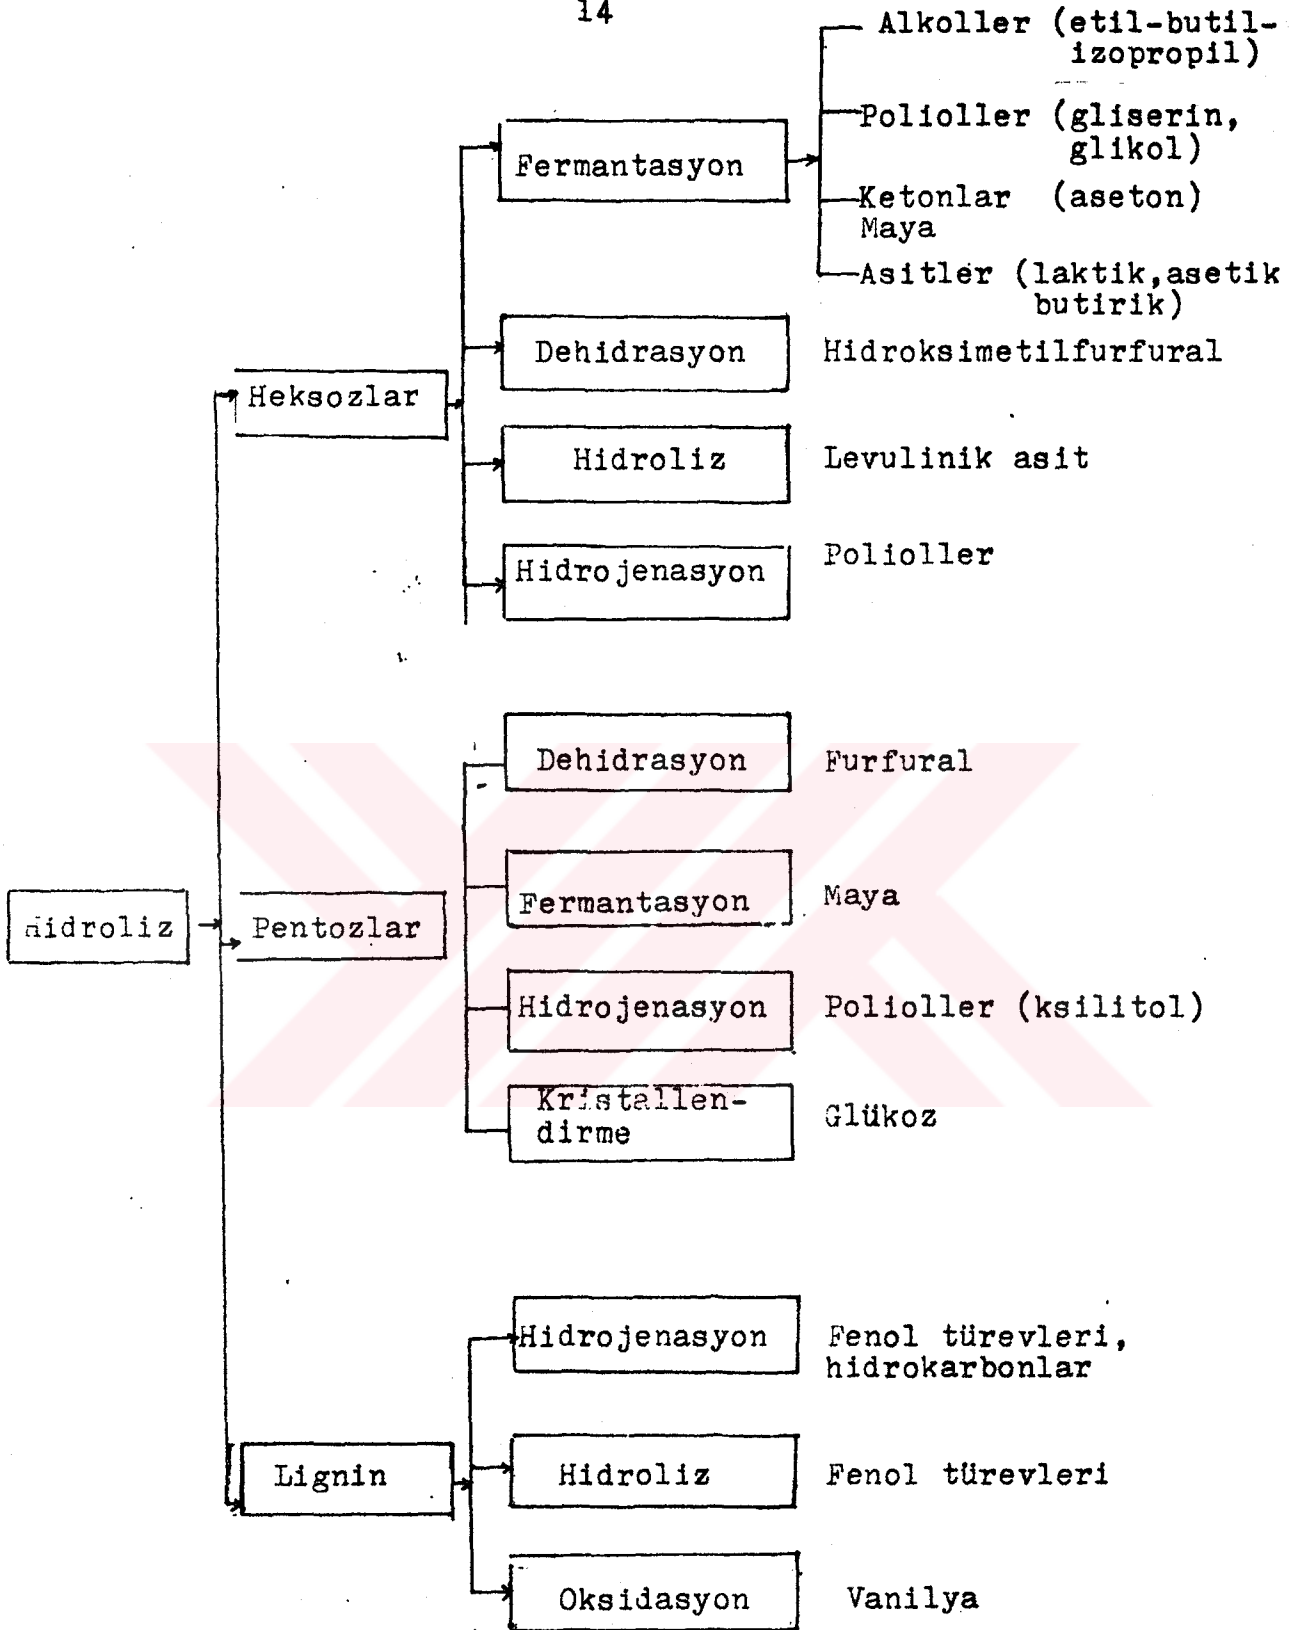 14
Alkoller (etil-butil-
izopropil)
Polioller (gliserin,
glikol)
Fermantasyon
Ketonlar (aseton)
Maya
Asitler (laktik,asetik
butirik)
Dehidrasyon Hidroksimetilfurfural
Heksozlar
Hidroliz Levulinik asit
Hidrojenasyon Polioller
Dehidrasyon Furfural
Fermantasyon Maya
Hidroliz Pentozlar
Hidrojenasyon Polioller (ksilitol)
Kristallen-
dirme
Glükoz
Hidrojenasyon Fenol türevleri,
hidrokarbonlar
Lignin Hidroliz Fenol türevleri
Oksidasyon Vanilya